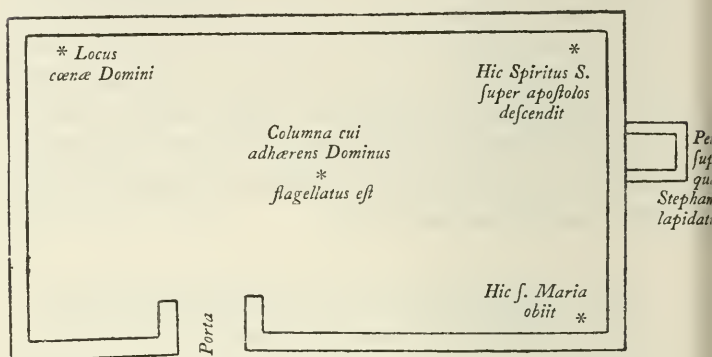 * Locus
cœnæ Domini
*
Hic Spiritus S.
ſuper apoſtolos
deſcendit
Columna cui
adhærens Dominus
*
flagellatus eſt
Hic ſ. Maria
obiit *
Porta